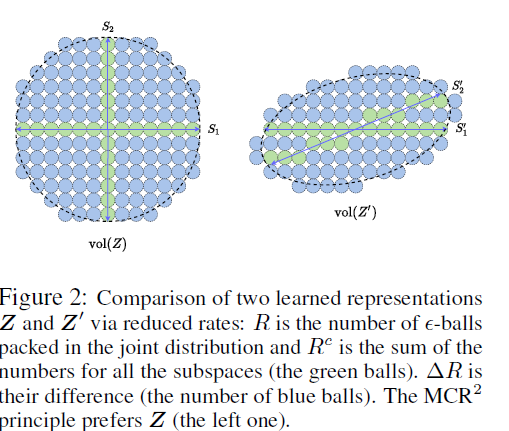 S₂
S₁
S′₂
S′₁
vol(Z)
vol(Z′)
Figure 2: Comparison of two learned representations
Z and Z′ via reduced rates: R is the number of ϵ-balls
packed in the joint distribution and Rᶜ is the sum of the
numbers for all the subspaces (the green balls). ΔR is
their difference (the number of blue balls). The MCR²
principle prefers Z (the left one).